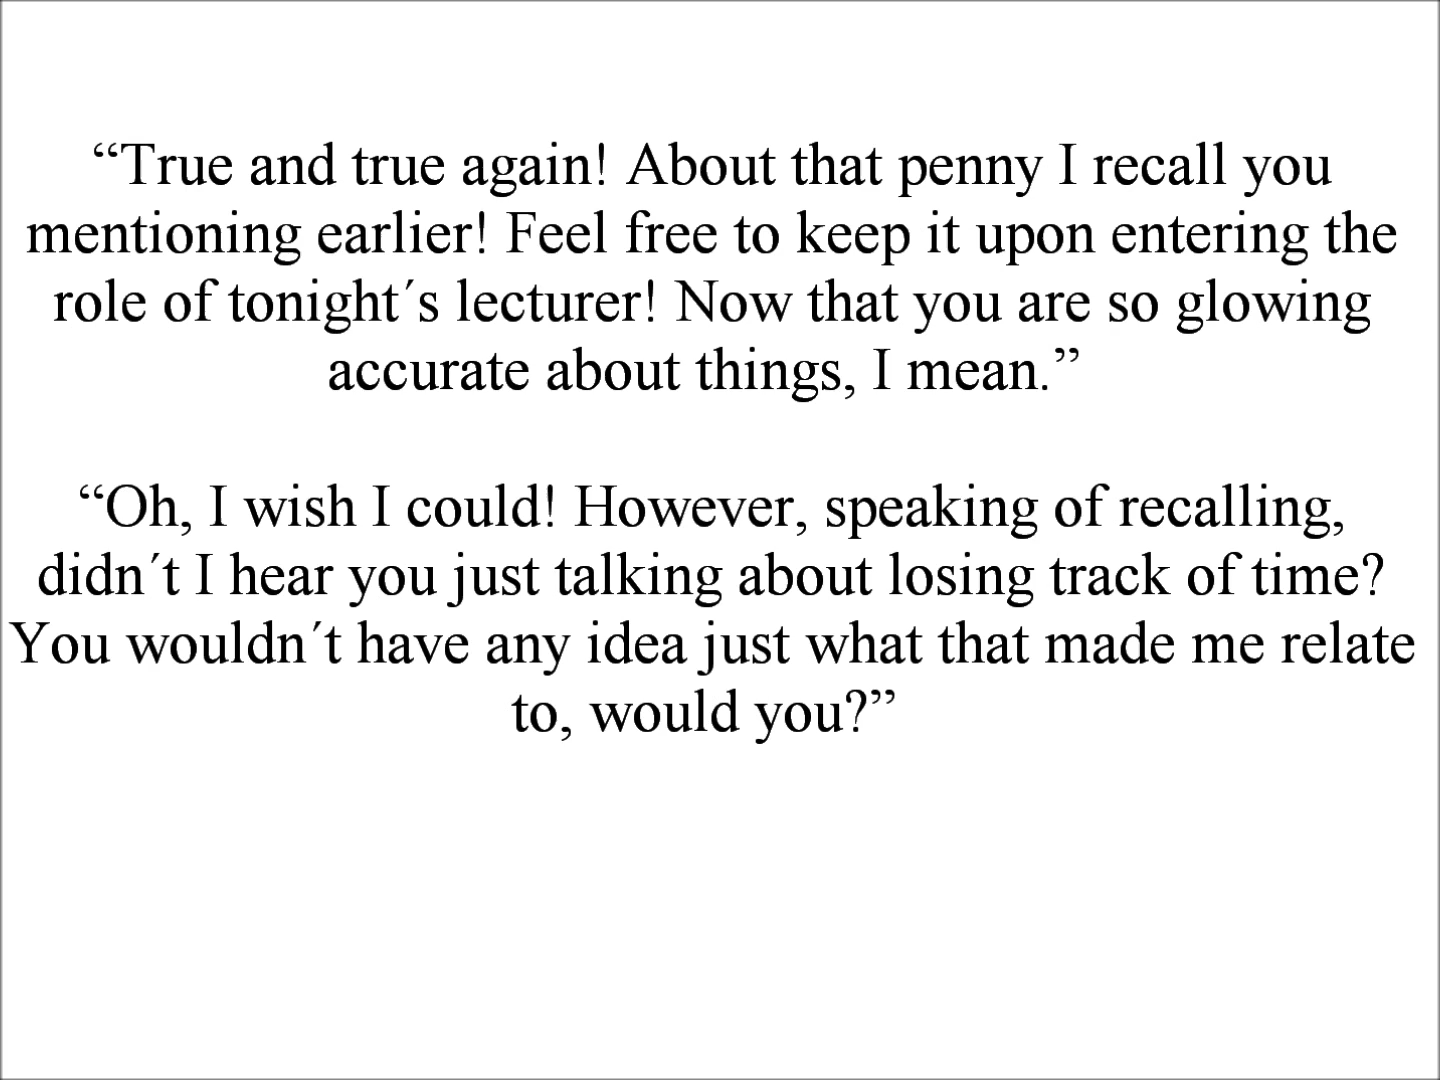 “True and true again! About that penny I recall you
mentioning earlier! Feel free to keep it upon entering the
role of tonight´s lecturer! Now that you are so glowing
accurate about things, I mean.”
“Oh, I wish I could! However, speaking of recalling,
didn´t I hear you just talking about losing track of time?
You wouldn´t have any idea just what that made me relate
to, would you?”